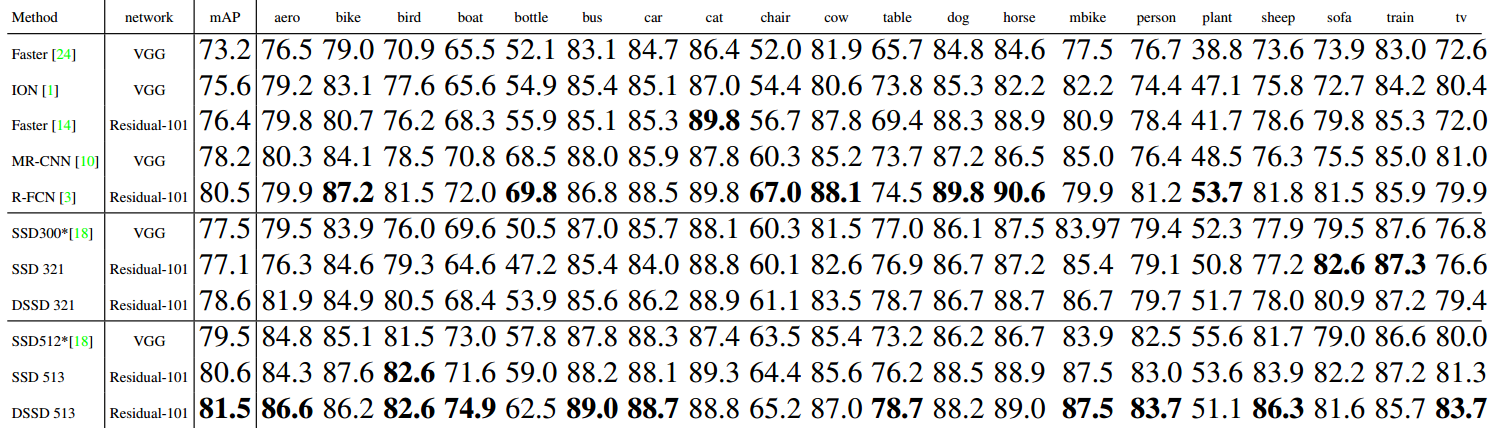 Method network mAP aero bike bird boat bottle bus car cat chair cow table dog horse mbike person plant sheep sofa train tv
Faster [24] VGG 73.2 76.5 79.0 70.9 65.5 52.1 83.1 84.7 86.4 52.0 81.9 65.7 84.8 84.6 77.5 76.7 38.8 73.6 73.9 83.0 72.6
ION [1] VGG 75.6 79.2 83.1 77.6 65.6 54.9 85.4 85.1 87.0 54.4 80.6 73.8 85.3 82.2 82.2 74.4 47.1 75.8 72.7 84.2 80.4
Faster [14] Residual-101 76.4 79.8 80.7 76.2 68.3 55.9 85.1 85.3 89.8 56.7 87.8 69.4 88.3 88.9 80.9 78.4 41.7 78.6 79.8 85.3 72.0
MR-CNN [10] VGG 78.2 80.3 84.1 78.5 70.8 68.5 88.0 85.9 87.8 60.3 85.2 73.7 87.2 86.5 85.0 76.4 48.5 76.3 75.5 85.0 81.0
R-FCN [3] Residual-101 80.5 79.9 87.2 81.5 72.0 69.8 86.8 88.5 89.8 67.0 88.1 74.5 89.8 90.6 79.9 81.2 53.7 81.8 81.5 85.9 79.9
SSD300*[18] VGG 77.5 79.5 83.9 76.0 69.6 50.5 87.0 85.7 88.1 60.3 81.5 77.0 86.1 87.5 83.97 79.4 52.3 77.9 79.5 87.6 76.8
SSD 321 Residual-101 77.1 76.3 84.6 79.3 64.6 47.2 85.4 84.0 88.8 60.1 82.6 76.9 86.7 87.2 85.4 79.1 50.8 77.2 82.6 87.3 76.6
DSSD 321 Residual-101 78.6 81.9 84.9 80.5 68.4 53.9 85.6 86.2 88.9 61.1 83.5 78.7 86.7 88.7 86.7 79.7 51.7 78.0 80.9 87.2 79.4
SSD512*[18] VGG 79.5 84.8 85.1 81.5 73.0 57.8 87.8 88.3 87.4 63.5 85.4 73.2 86.2 86.7 83.9 82.5 55.6 81.7 79.0 86.6 80.0
SSD 513 Residual-101 80.6 84.3 87.6 82.6 71.6 59.0 88.2 88.1 89.3 64.4 85.6 76.2 88.5 88.9 87.5 83.0 53.6 83.9 82.2 87.2 81.3
DSSD 513 Residual-101 81.5 86.6 86.2 82.6 74.9 62.5 89.0 88.7 88.8 65.2 87.0 78.7 88.2 89.0 87.5 83.7 51.1 86.3 81.6 85.7 83.7